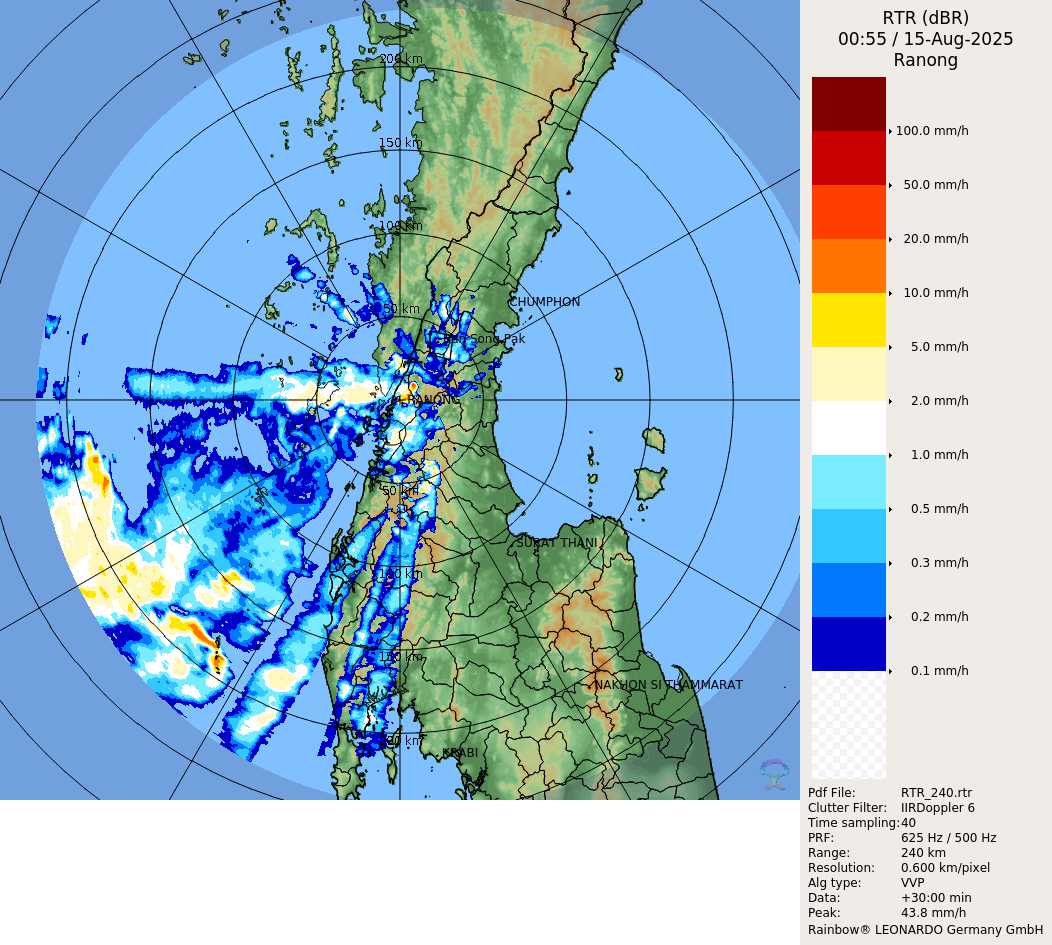 RTR (dBR)
00:55 / 15-Aug-2025
Ranong
200 km
150 km
100 km
50 km
CHUMPHON
Song Pak
RANONG
50 km
SURAT THANI
100 km
150 km
NAKHON SI THAMMARAT
200 km
KRABI
100.0 mm/h
50.0 mm/h
20.0 mm/h
10.0 mm/h
5.0 mm/h
2.0 mm/h
1.0 mm/h
0.5 mm/h
0.3 mm/h
0.2 mm/h
0.1 mm/h
Pdf File: RTR_240.rtr
Clutter Filter: IIRDoppler 6
Time sampling:40
PRF: 625 Hz / 500 Hz
Range: 240 km
Resolution: 0.600 km/pixel
Alg type: VVP
Data: +30:00 min
Peak: 43.8 mm/h
Rainbow® LEONARDO Germany GmbH